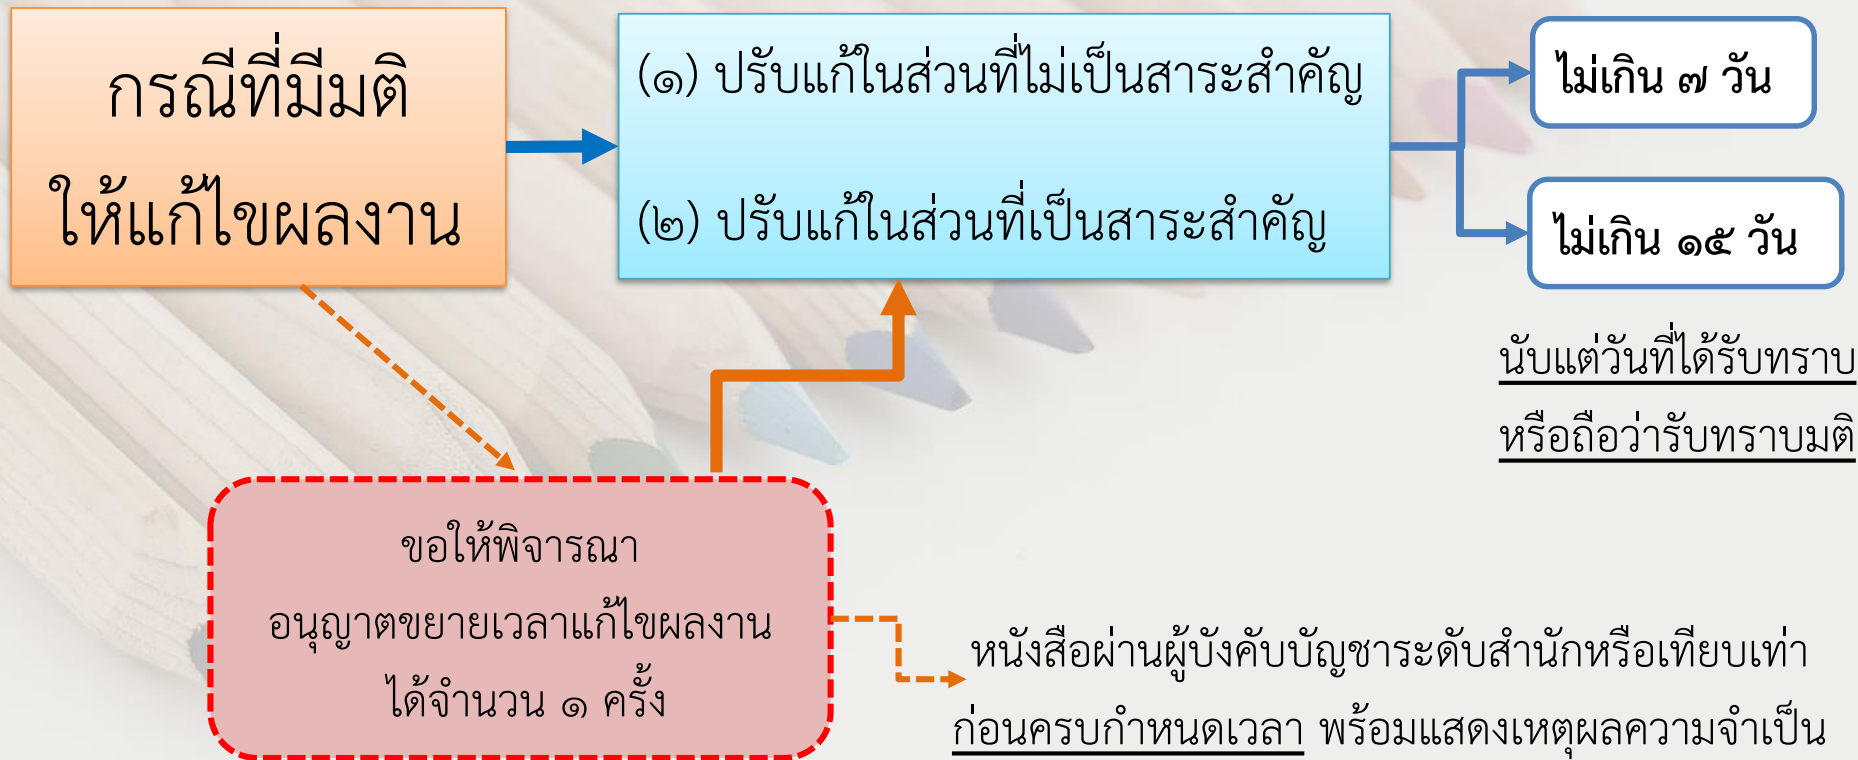 กรณีที่มีมติ
ให้แก้ไขผลงาน
(๑) ปรับแก้ในส่วนที่ไม่เป็นสาระสำคัญ
(๒) ปรับแก้ในส่วนที่เป็นสาระสำคัญ
ไม่เกิน ๗ วัน
ไม่เกิน ๑๕ วัน
นับแต่วันที่ได้รับทราบ
หรือถือว่ารับทราบมติ
ขอให้พิจารณา
อนุญาตขยายเวลาแก้ไขผลงาน
ได้จำนวน ๑ ครั้ง
หนังสือผ่านผู้บังคับบัญชาระดับสำนักหรือเทียบเท่า
ก่อนครบกำหนดเวลา พร้อมแสดงเหตุผลความจำเป็น